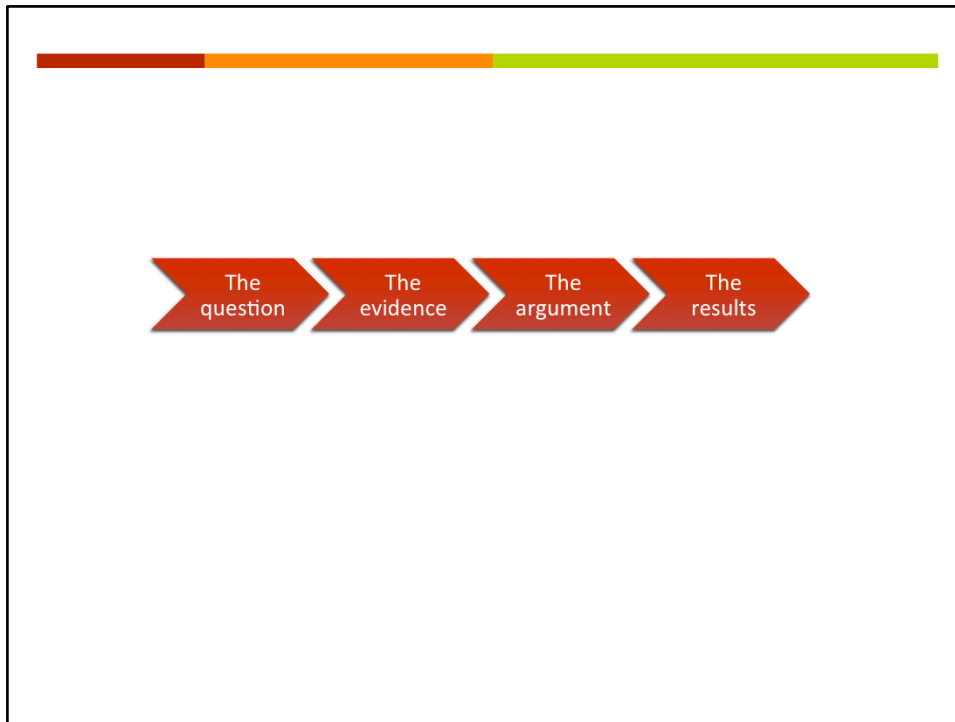 The
question
The
evidence
The
argument
The
results